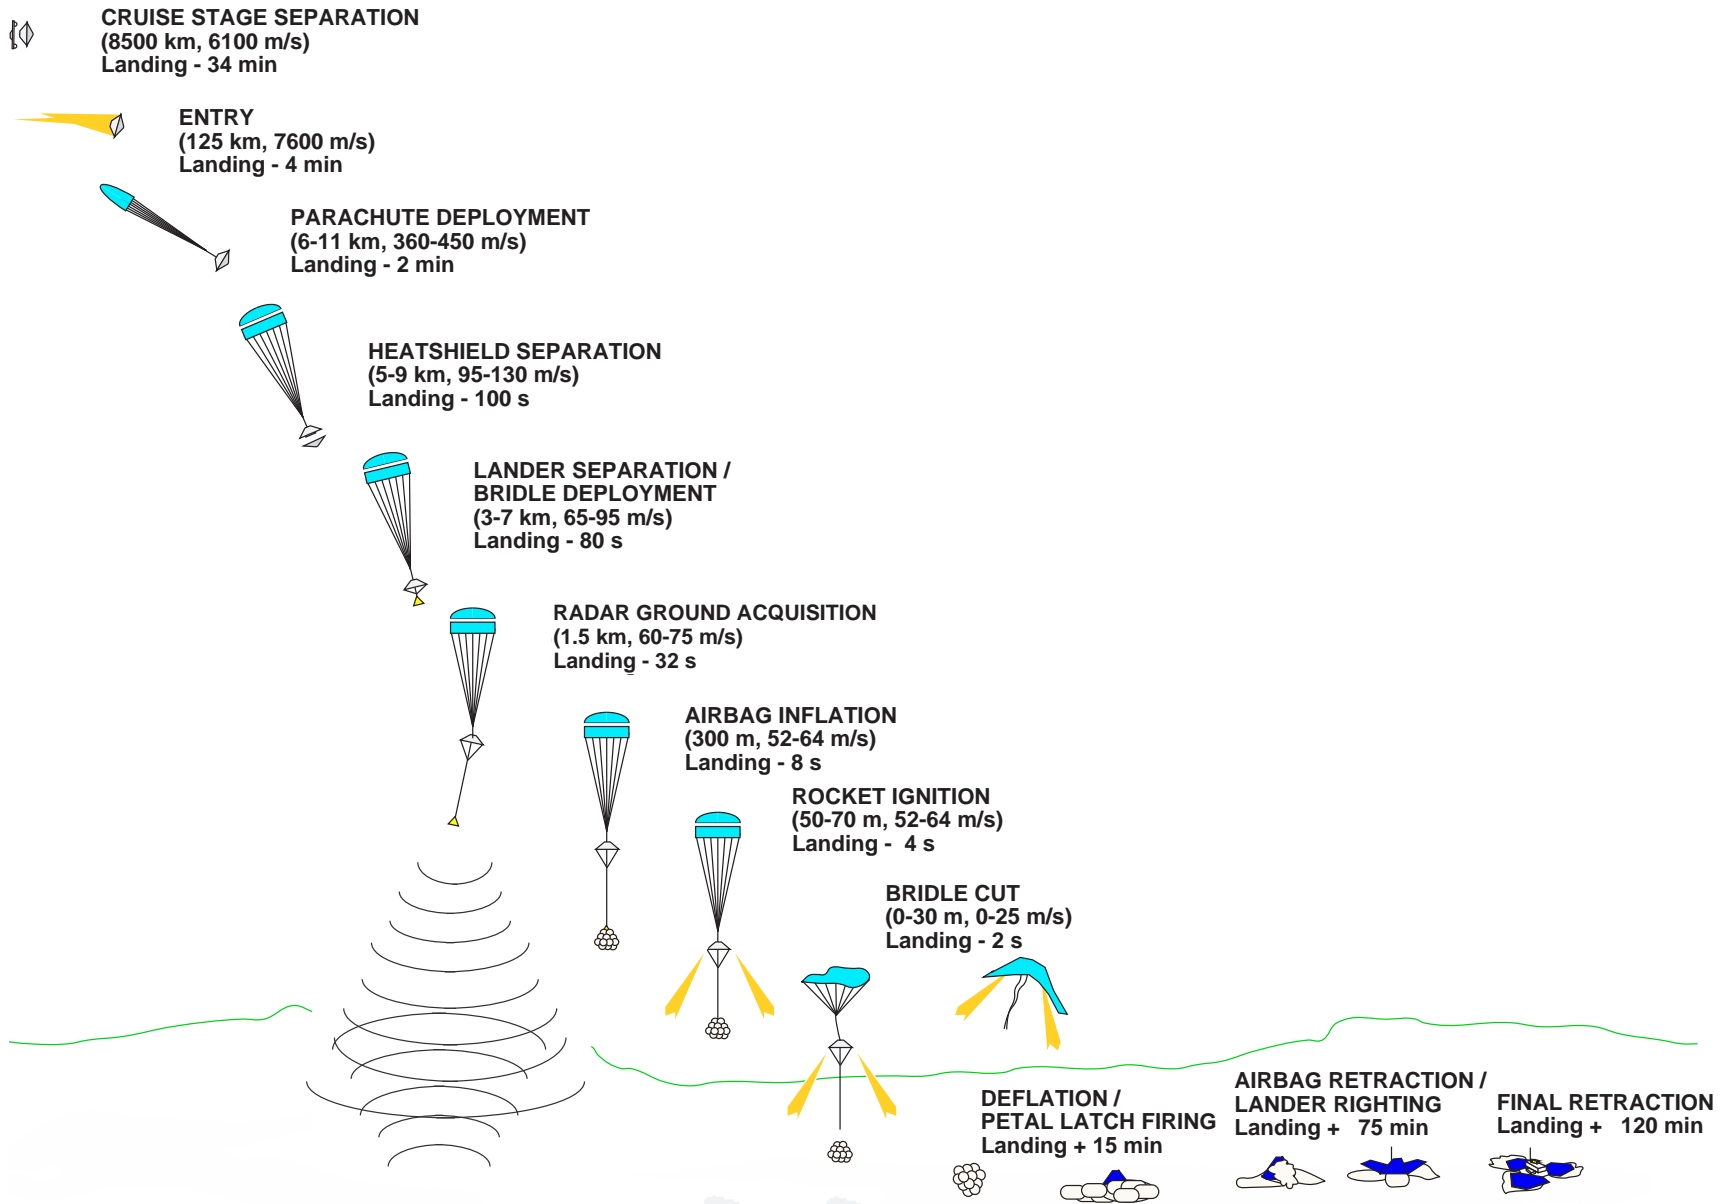 CRUISE STAGE SEPARATION
(8500 km, 6100 m/s)
Landing - 34 min
ENTRY
(125 km, 7600 m/s)
Landing - 4 min
PARACHUTE DEPLOYMENT
(6-11 km, 360-450 m/s)
Landing - 2 min
HEATSHIELD SEPARATION
(5-9 km, 95-130 m/s)
Landing - 100 s
LANDER SEPARATION /
BRIDLE DEPLOYMENT
(3-7 km, 65-95 m/s)
Landing - 80 s
RADAR GROUND ACQUISITION
(1.5 km, 60-75 m/s)
Landing - 32 s
AIRBAG INFLATION
(300 m, 52-64 m/s)
Landing - 8 s
ROCKET IGNITION
(50-70 m, 52-64 m/s)
Landing - 4 s
BRIDLE CUT
(0-30 m, 0-25 m/s)
Landing - 2 s
DEFLATION /
PETAL LATCH FIRING
Landing + 15 min
AIRBAG RETRACTION /
LANDER RIGHTING
Landing + 75 min
FINAL RETRACTION
Landing + 120 min